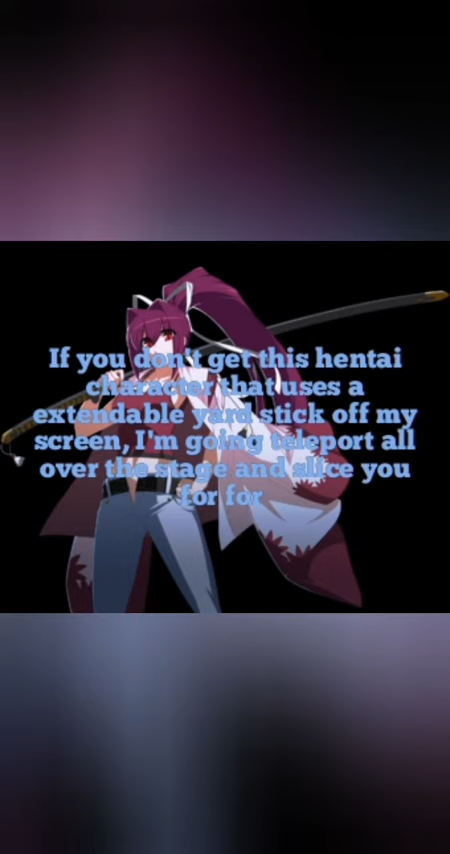 If you don't get this hentai
character that uses a
extendable yard stick off my
screen, I'm going teleport all
over the stage and slice you
for for